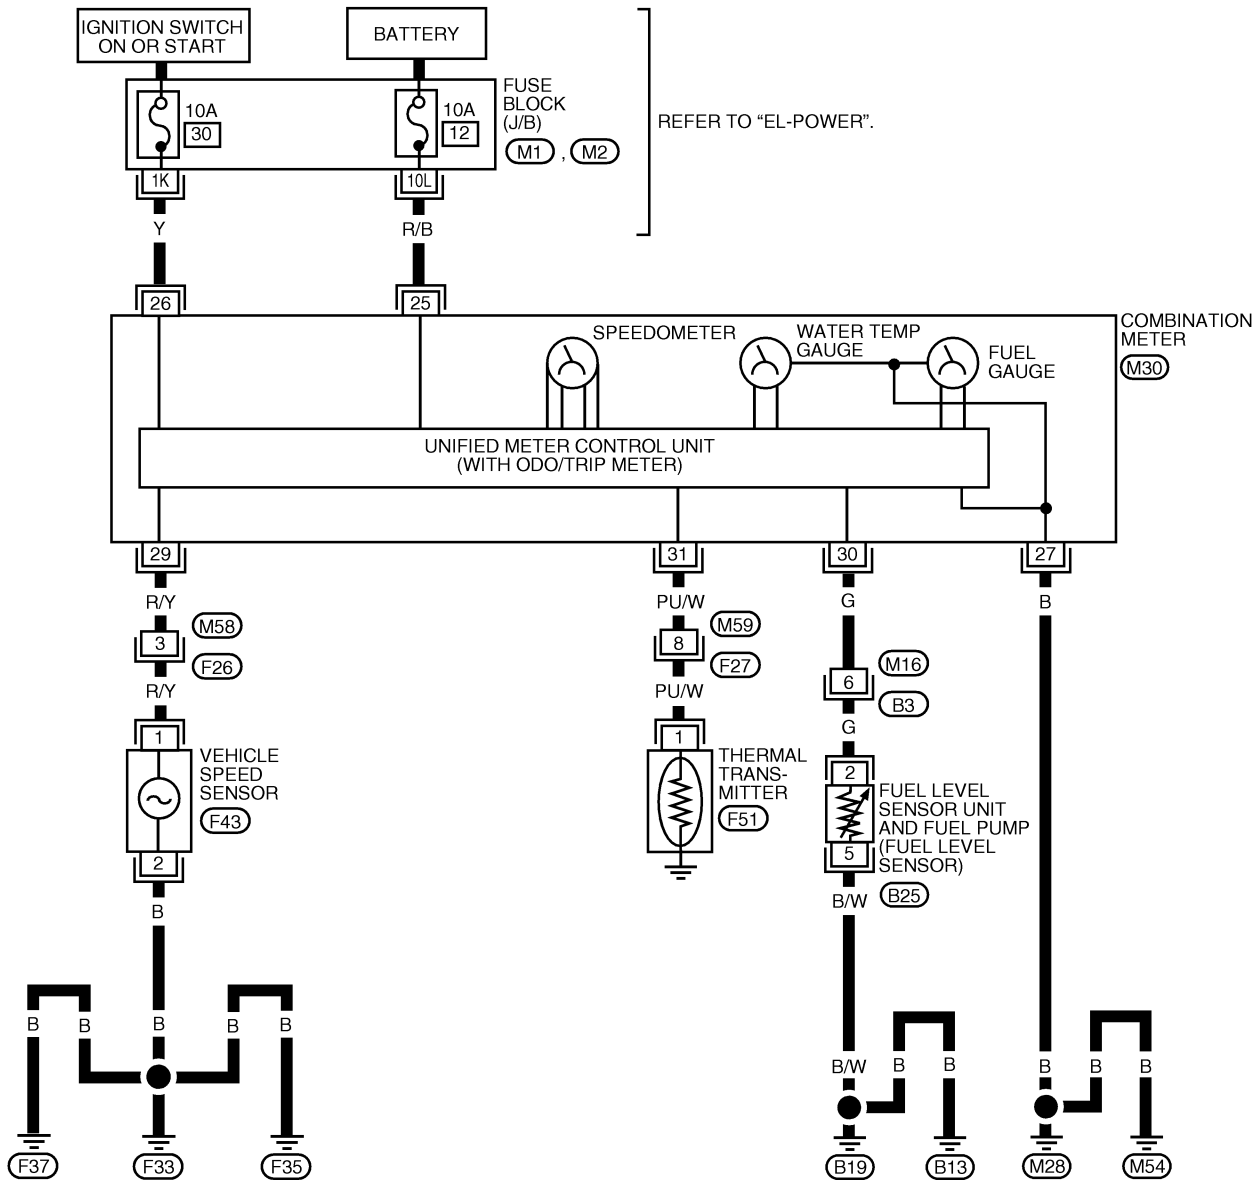 IGNITION SWITCH
ON OR START
BATTERY
FUSE
BLOCK
(J/B)
M1 , M2
10A
30
10A
12
REFER TO “EL-POWER”.
1K
10L
Y
R/B
26
25
COMBINATION
METER
M30
SPEEDOMETER
WATER TEMP
GAUGE
FUEL
GAUGE
UNIFIED METER CONTROL UNIT
(WITH ODO/TRIP METER)
29
31
30
27
R/Y
PU/W
G
B
3
M58
F26
8
M59
F27
6
M16
B3
R/Y
PU/W
G
1
VEHICLE
SPEED
SENSOR
F43
2
1
THERMAL
TRANS-
MITTER
F51
2
FUEL LEVEL
SENSOR UNIT
AND FUEL PUMP
(FUEL LEVEL
SENSOR)
5
B25
B/W
B
B
B
B
B
B
B/W
B
B
B
B
B
F37
F33
F35
B19
B13
M28
M54